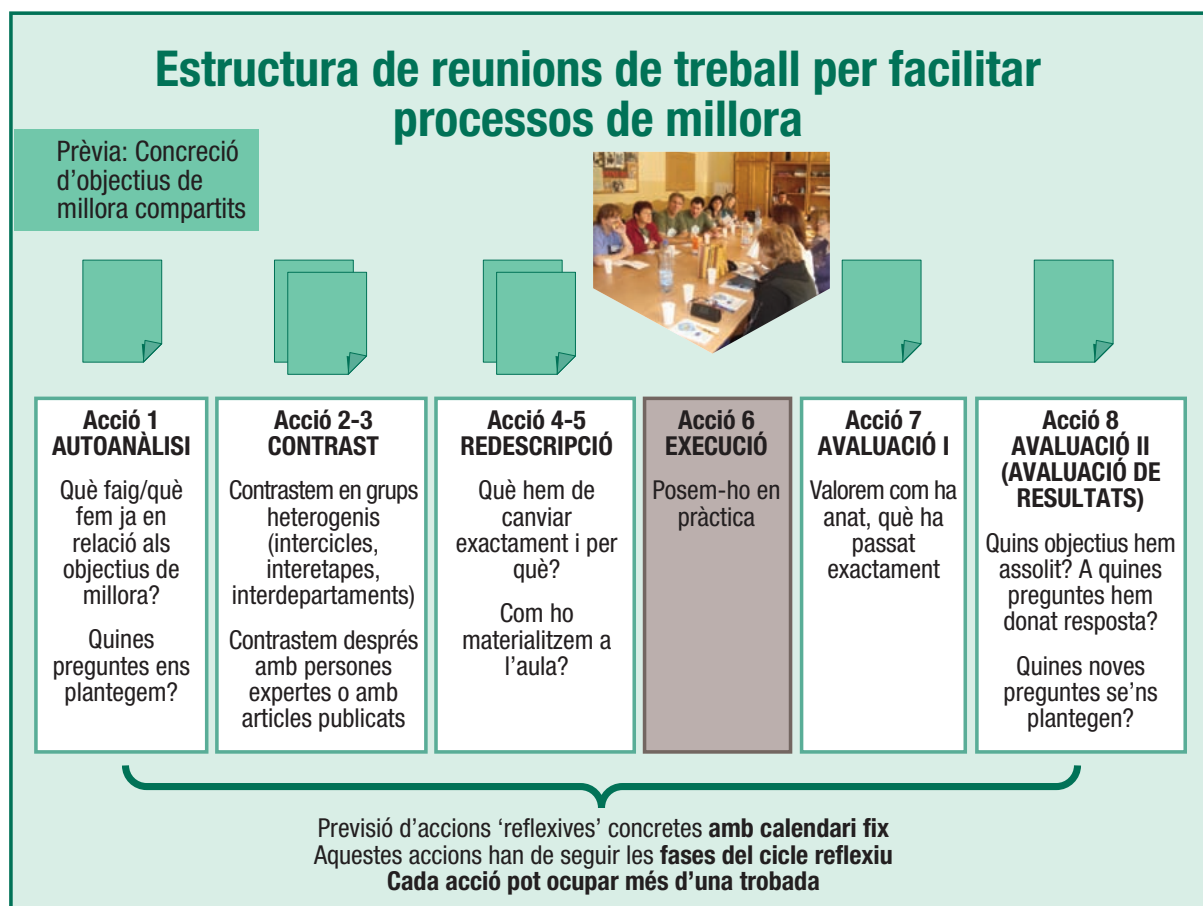 Estructura de reunions de treball per facilitar
processos de millora
Prèvia: Concreció
d'objectius de
millora compartits
Acció 1
AUTOANÀLISI
Què faig/què
fem ja en
relació als
objectius de
millora?
Quines
preguntes ens
plantegem?
Acció 2-3
CONTRAST
Contrastem en grups
heterogenis
(intercicles,
interetapes,
interdepartaments)
Contrastem després
amb persones
expertes o amb
articles publicats
Acció 4-5
REDESCRIPCIÓ
Què hem de
canviar
exactament i per
què?
Com ho
materialitzem a
l'aula?
Acció 6
EXECUCIÓ
Posem-ho en
pràctica
Acció 7
AVALUACIÓ I
Valorem com ha
anat, què ha
passat
exactament
Acció 8
AVALUACIÓ II
(AVALUACIÓ DE
RESULTATS)
Quins objectius hem
assolit? A quines
preguntes hem
donat resposta?
Quines noves
preguntes se'ns
plantegen?
Previsió d'accions ‘reflexives’ concretes amb calendari fix
Aquestes accions han de seguir les fases del cicle reflexiu
Cada acció pot ocupar més d'una trobada